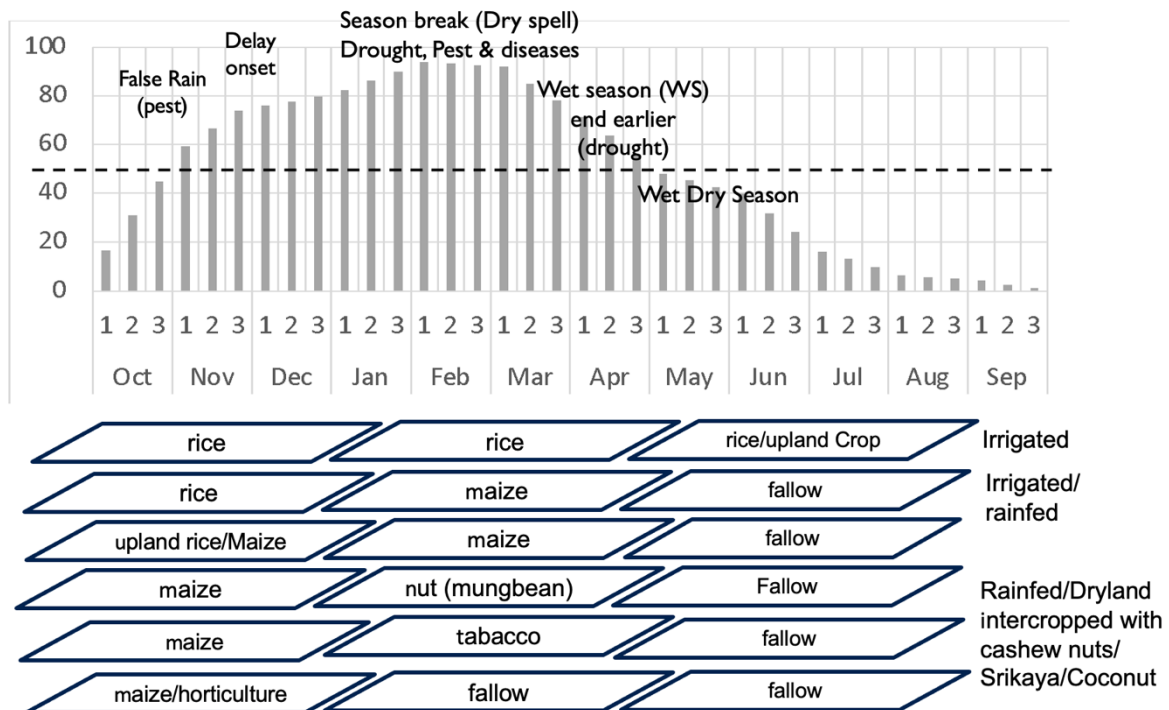 Season break (Dry spell)
Drought, Pest & diseases
Delay
onset
False Rain
(pest)
Wet season (WS)
end earlier
(drought)
Wet Dry Season
100
80
60
40
20
0
1 2 3 1 2 3 1 2 3 1 2 3 1 2 3 1 2 3 1 2 3 1 2 3 1 2 3 1 2 3 1 2 3 1 2 3
Oct Nov Dec Jan Feb Mar Apr May Jun Jul Aug Sep
rice rice rice/upland Crop Irrigated
rice maize fallow Irrigated/
rainfed
upland rice/Maize maize fallow
maize nut (mungbean) Fallow Rainfed/Dryland
intercropped with
maize tabacco fallow cashew nuts/
Srikaya/Coconut
maize/horticulture fallow fallow